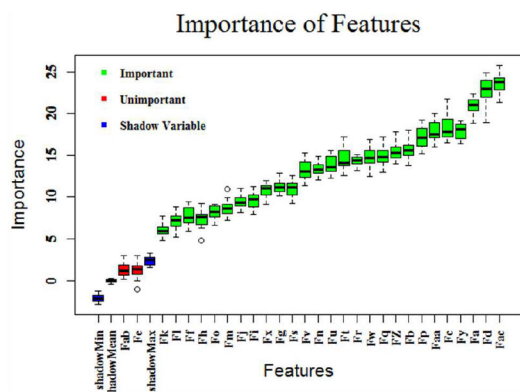 Importance of Features
Important
Unimportant
Shadow Variable
Importance
25
20
15
10
5
0
shadowMin
shadowMean
Fab
Fe
shadowMax
Fk
Fl
Ff
Fh
Fo
Fm
Fj
Fi
Fx
Fg
Fs
Fv
Fn
Fu
Ft
Fr
Fw
Fq
FZ
Fb
Fp
Faa
Fc
Fy
Fa
Fd
Fac
Features